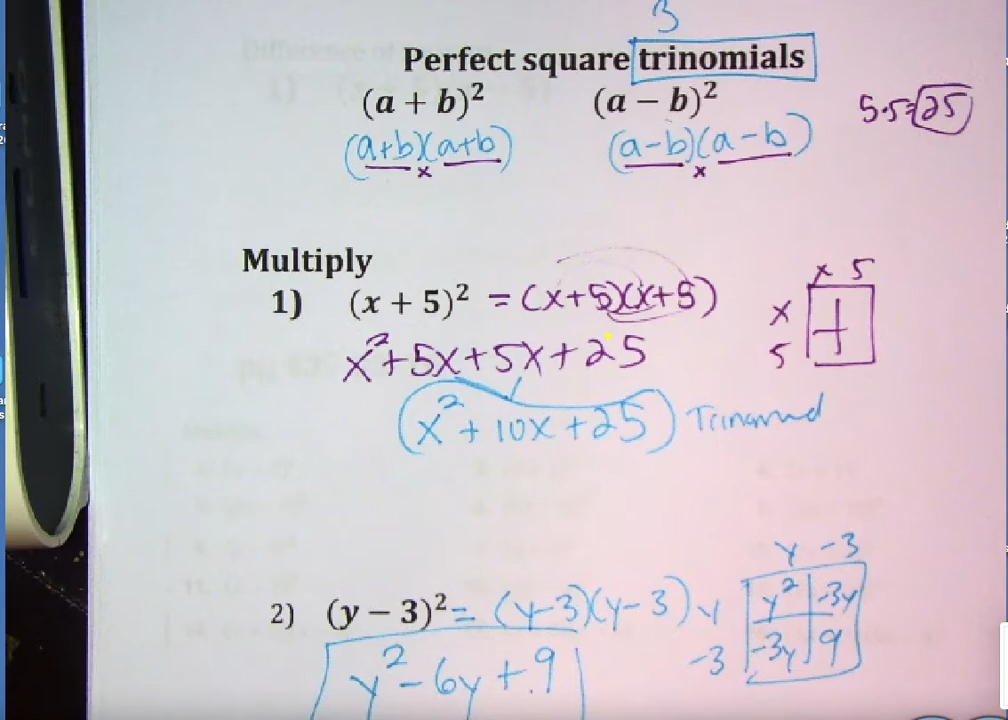 3
Perfect square trinomials
(a + b)² (a − b)² 5·5=25
(a+b)(a+b) (a−b)(a−b)
x x
Multiply
1) (x + 5)² = (x+5)(x+5)
x 5
x
5
x²+5x+5x+25
(x²+10x+25)
y −3
2) (y − 3)² = (y−3)(y−3) y y² −3y
−3 −3y 9
y²−6y+.9